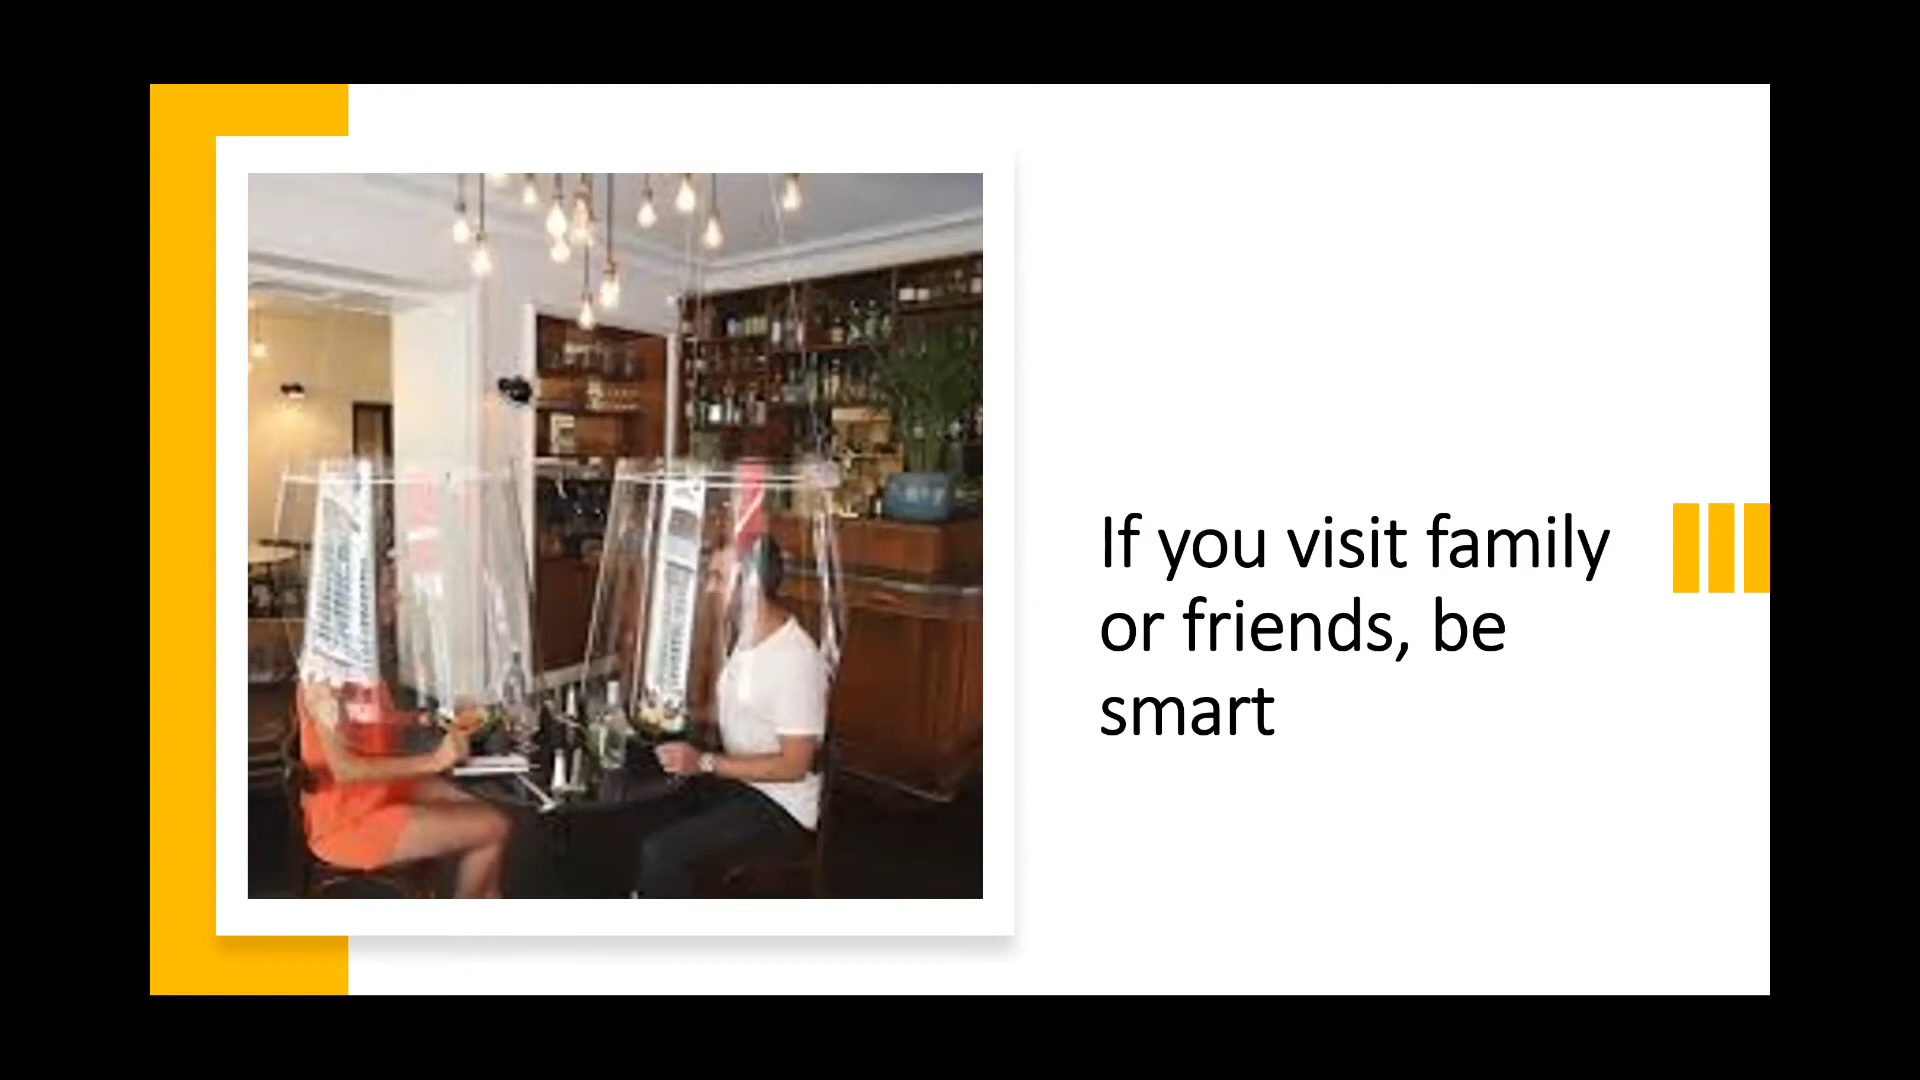 If you visit family
or friends, be
smart